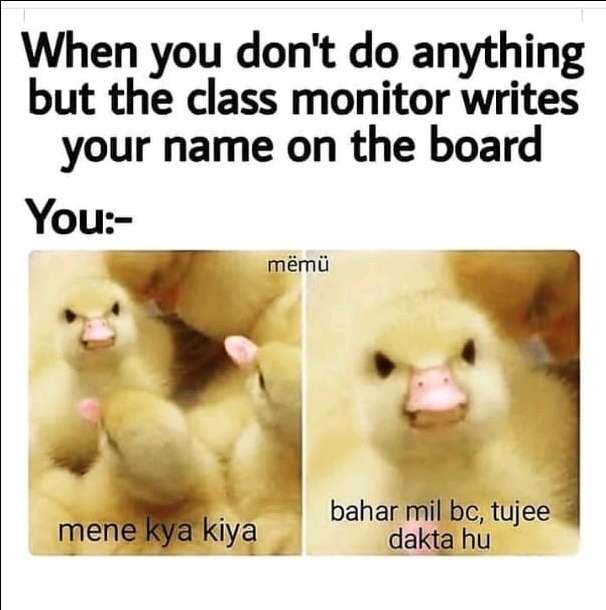 When you don't do anything
but the class monitor writes
your name on the board
You:-
mëmü
mene kya kiya
bahar mil bc, tujee
dakta hu